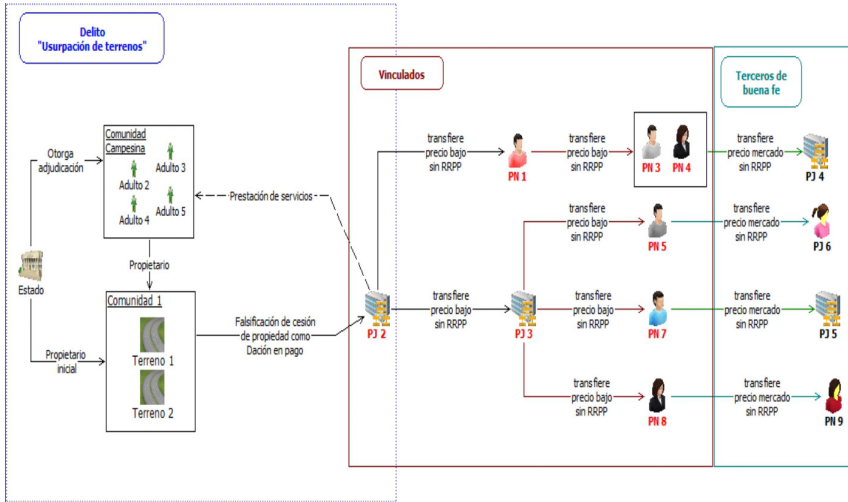 Delito
"Usurpación de terrenos"
Vinculados
Terceros de
buena fe
Otorga
adjudicación
Comunidad
Campesina
Adulto 3
Adulto 2
Adulto 4
Adulto 5
Prestación de servicios
Estado
Propietario
Propietario
inicial
Comunidad 1
Terreno 1
Terreno 2
Falsificación de cesión
de propiedad como
Dación en pago
PJ 2
transfiere
precio bajo
sin RRPP
PN 1
transfiere
precio bajo
sin RRPP
PN 3
PN 4
transfiere
precio mercado
sin RRPP
PJ 4
transfiere
precio bajo
sin RRPP
PN 5
transfiere
precio mercado
sin RRPP
PJ 6
transfiere
precio bajo
sin RRPP
PJ 3
transfiere
precio bajo
sin RRPP
PN 7
transfiere
precio mercado
sin RRPP
PJ 5
transfiere
precio bajo
sin RRPP
PN 8
transfiere
precio mercado
sin RRPP
PN 9